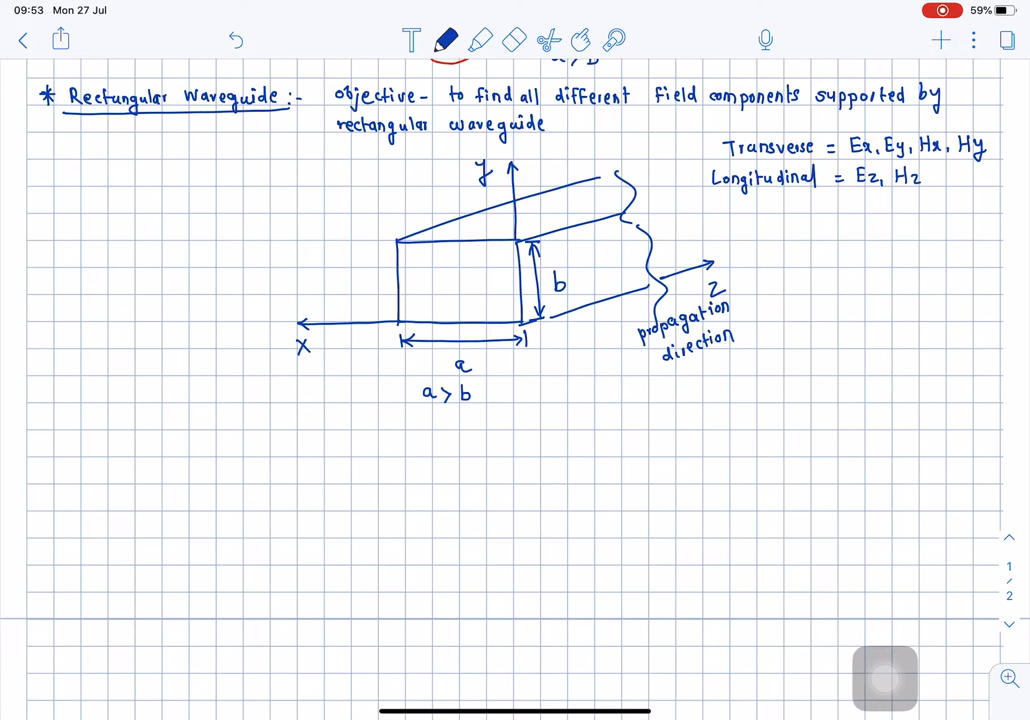 09:53 Mon 27 Jul
59%
* Rectangular Waveguide :- objective - to find all different field components supported by
rectangular waveguide
Transverse = Ex, Ey, Hx, Hy
Longitudinal = Ez, Hz
y
b
z
propagation
direction
x
a
a > b
1
/
2